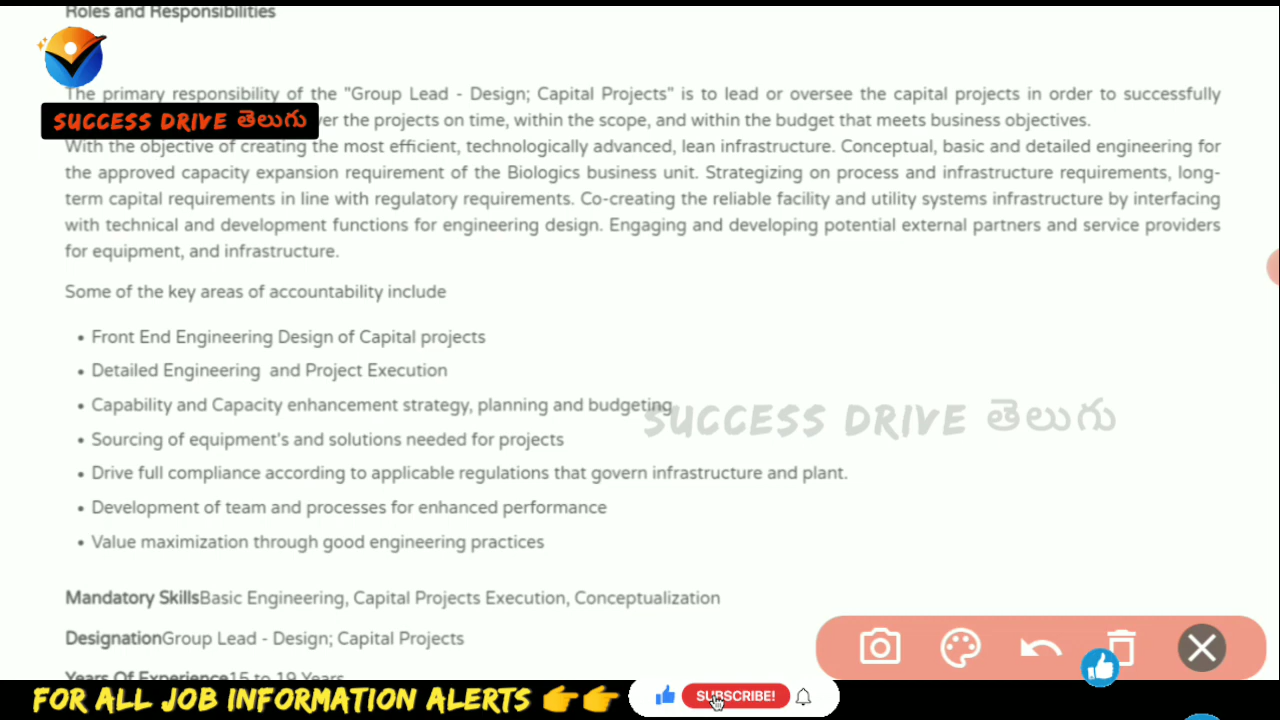 Roles and Responsibilities
The primary responsibility of the "Group Lead - Design; Capital Projects" is to lead or oversee the capital projects in order to successfully
SUCCESS DRIVE తెలుగు
the projects on time, within the scope, and within the budget that meets business objectives.
With the objective of creating the most efficient, technologically advanced, lean infrastructure. Conceptual, basic and detailed engineering for
the approved capacity expansion requirement of the Biologics business unit. Strategizing on process and infrastructure requirements, long-
term capital requirements in line with regulatory requirements. Co-creating the reliable facility and utility systems infrastructure by interfacing
with technical and development functions for engineering design. Engaging and developing potential external partners and service providers
for equipment, and infrastructure.
Some of the key areas of accountability include
• Front End Engineering Design of Capital projects
• Detailed Engineering and Project Execution
• Capability and Capacity enhancement strategy, planning and budgeting
SUCCESS DRIVE తెలుగు
• Sourcing of equipment's and solutions needed for projects
• Drive full compliance according to applicable regulations that govern infrastructure and plant.
• Development of team and processes for enhanced performance
• Value maximization through good engineering practices
Mandatory SkillsBasic Engineering, Capital Projects Execution, Conceptualization
DesignationGroup Lead - Design; Capital Projects
Years Of Experience15 to 19 Years
FOR ALL JOB INFORMATION ALERTS 👉👉
SUBSCRIBE!